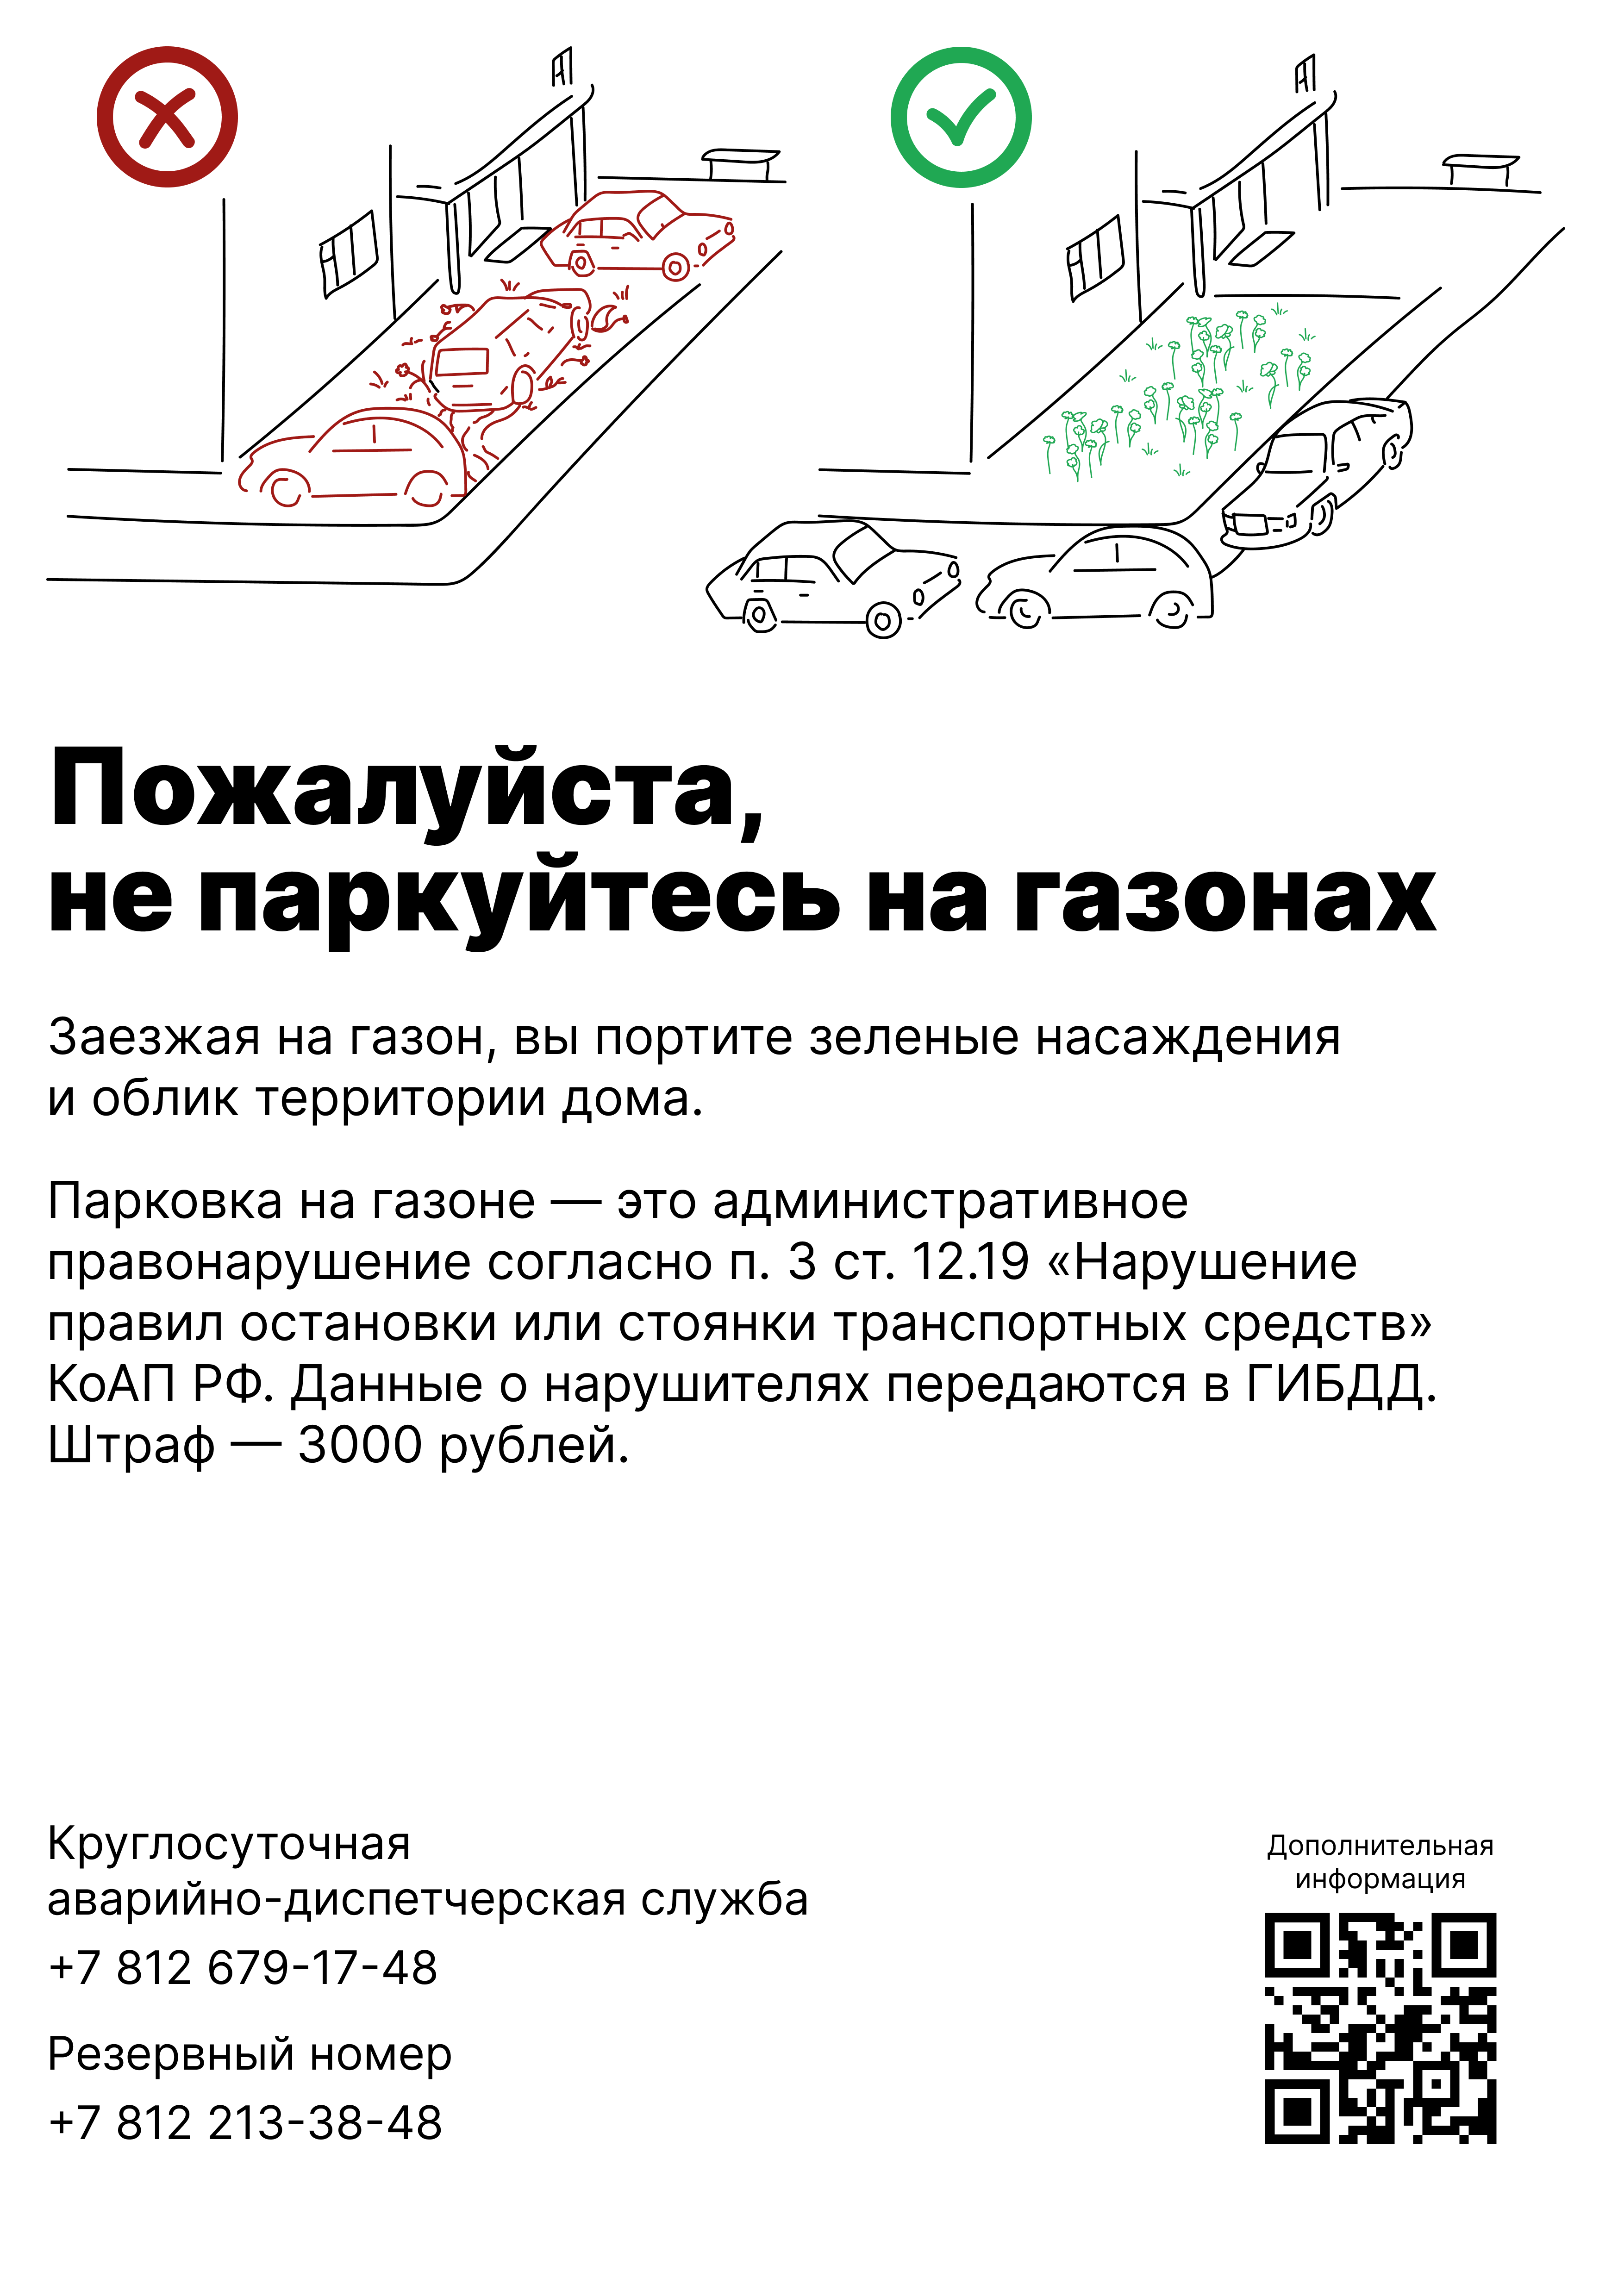 Пожалуйста,
не паркуйтесь на газонах
Заезжая на газон, вы портите зеленые насаждения
и облик территории дома.
Парковка на газоне — это административное
правонарушение согласно п. 3 ст. 12.19 «Нарушение
правил остановки или стоянки транспортных средств»
КоАП РФ. Данные о нарушителях передаются в ГИБДД.
Штраф — 3000 рублей.
Круглосуточная
аварийно-диспетчерская служба
+7 812 679-17-48
Резервный номер
+7 812 213-38-48
Дополнительная
информация